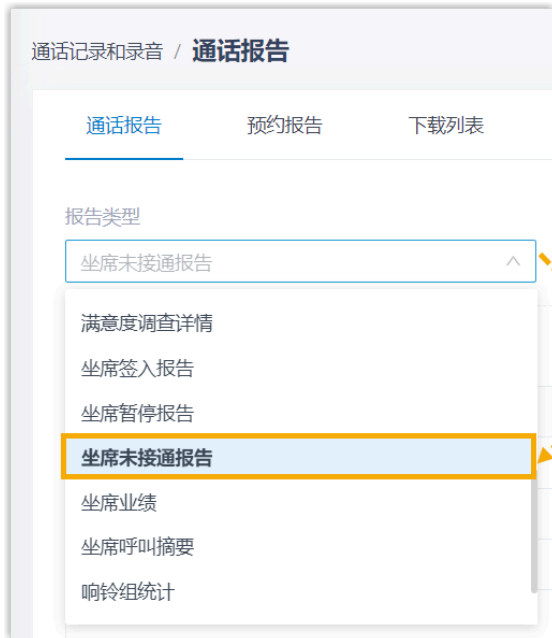 通话记录和录音 / 通话报告
通话报告 预约报告 下载列表
报告类型
坐席未接通报告
满意度调查详情
坐席签入报告
坐席暂停报告
坐席未接通报告
坐席业绩
坐席呼叫摘要
响铃组统计